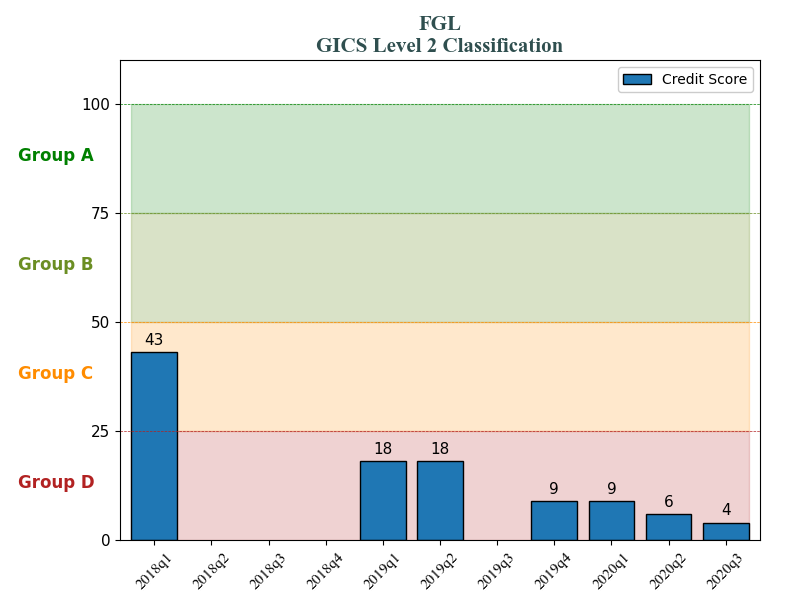 FGL
GICS Level 2 Classification
Credit Score
100
Group A
75
Group B
50
43
Group C
25
18
18
Group D
9
9
6
4
0
2018q1
2018q2
2018q3
2018q4
2019q1
2019q2
2019q3
2019q4
2020q1
2020q2
2020q3